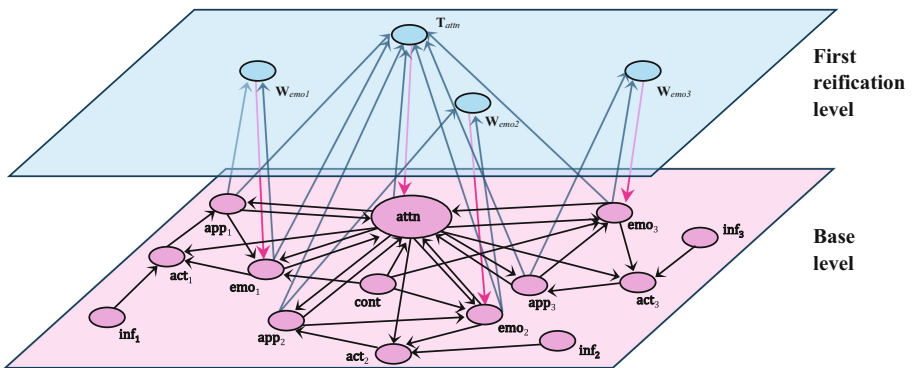 T_attn
W_emo1
W_emo2
W_emo3
First
reification
level
app₁
attn
emo₃
inf₃
act₁
emo₁
cont
app₃
act₃
inf₁
app₂
emo₂
act₂
inf₂
Base
level